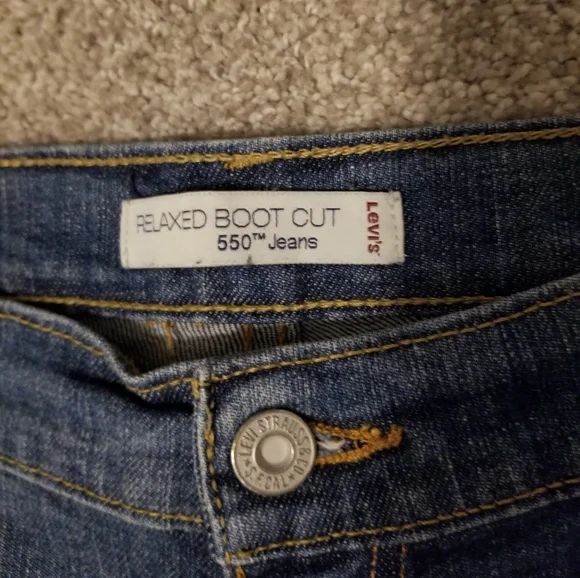 RELAXED BOOT CUT
550™ Jeans
Levi's
LEVI STRAUSS & CO
S.F. CAL